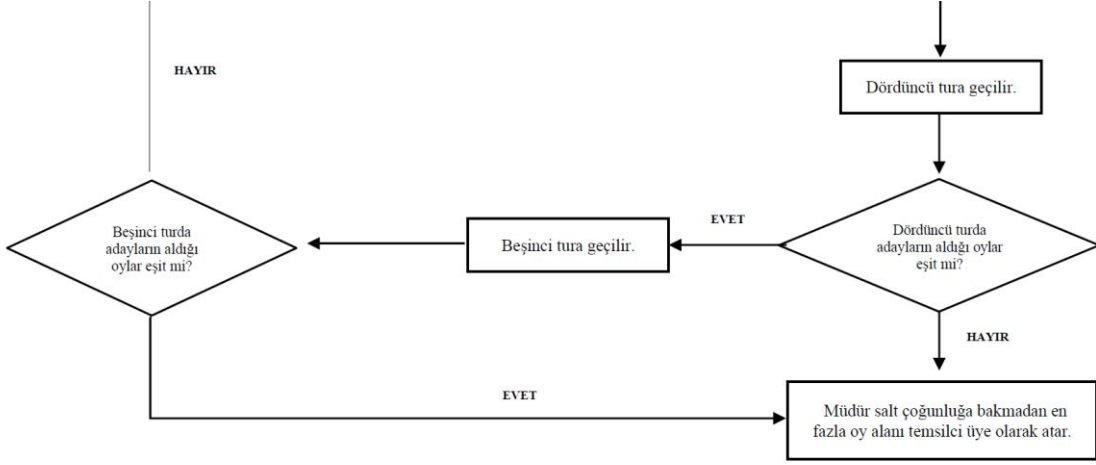 HAYIR
Dördüncü tura geçilir.
Beşinci turda
adayların aldığı
oylar eşit mi?
Beşinci tura geçilir.
EVET
Dördüncü turda
adayların aldığı oylar
eşit mi?
HAYIR
EVET
Müdür salt çoğunluğa bakmadan en
fazla oy alanı temsilci üye olarak atar.